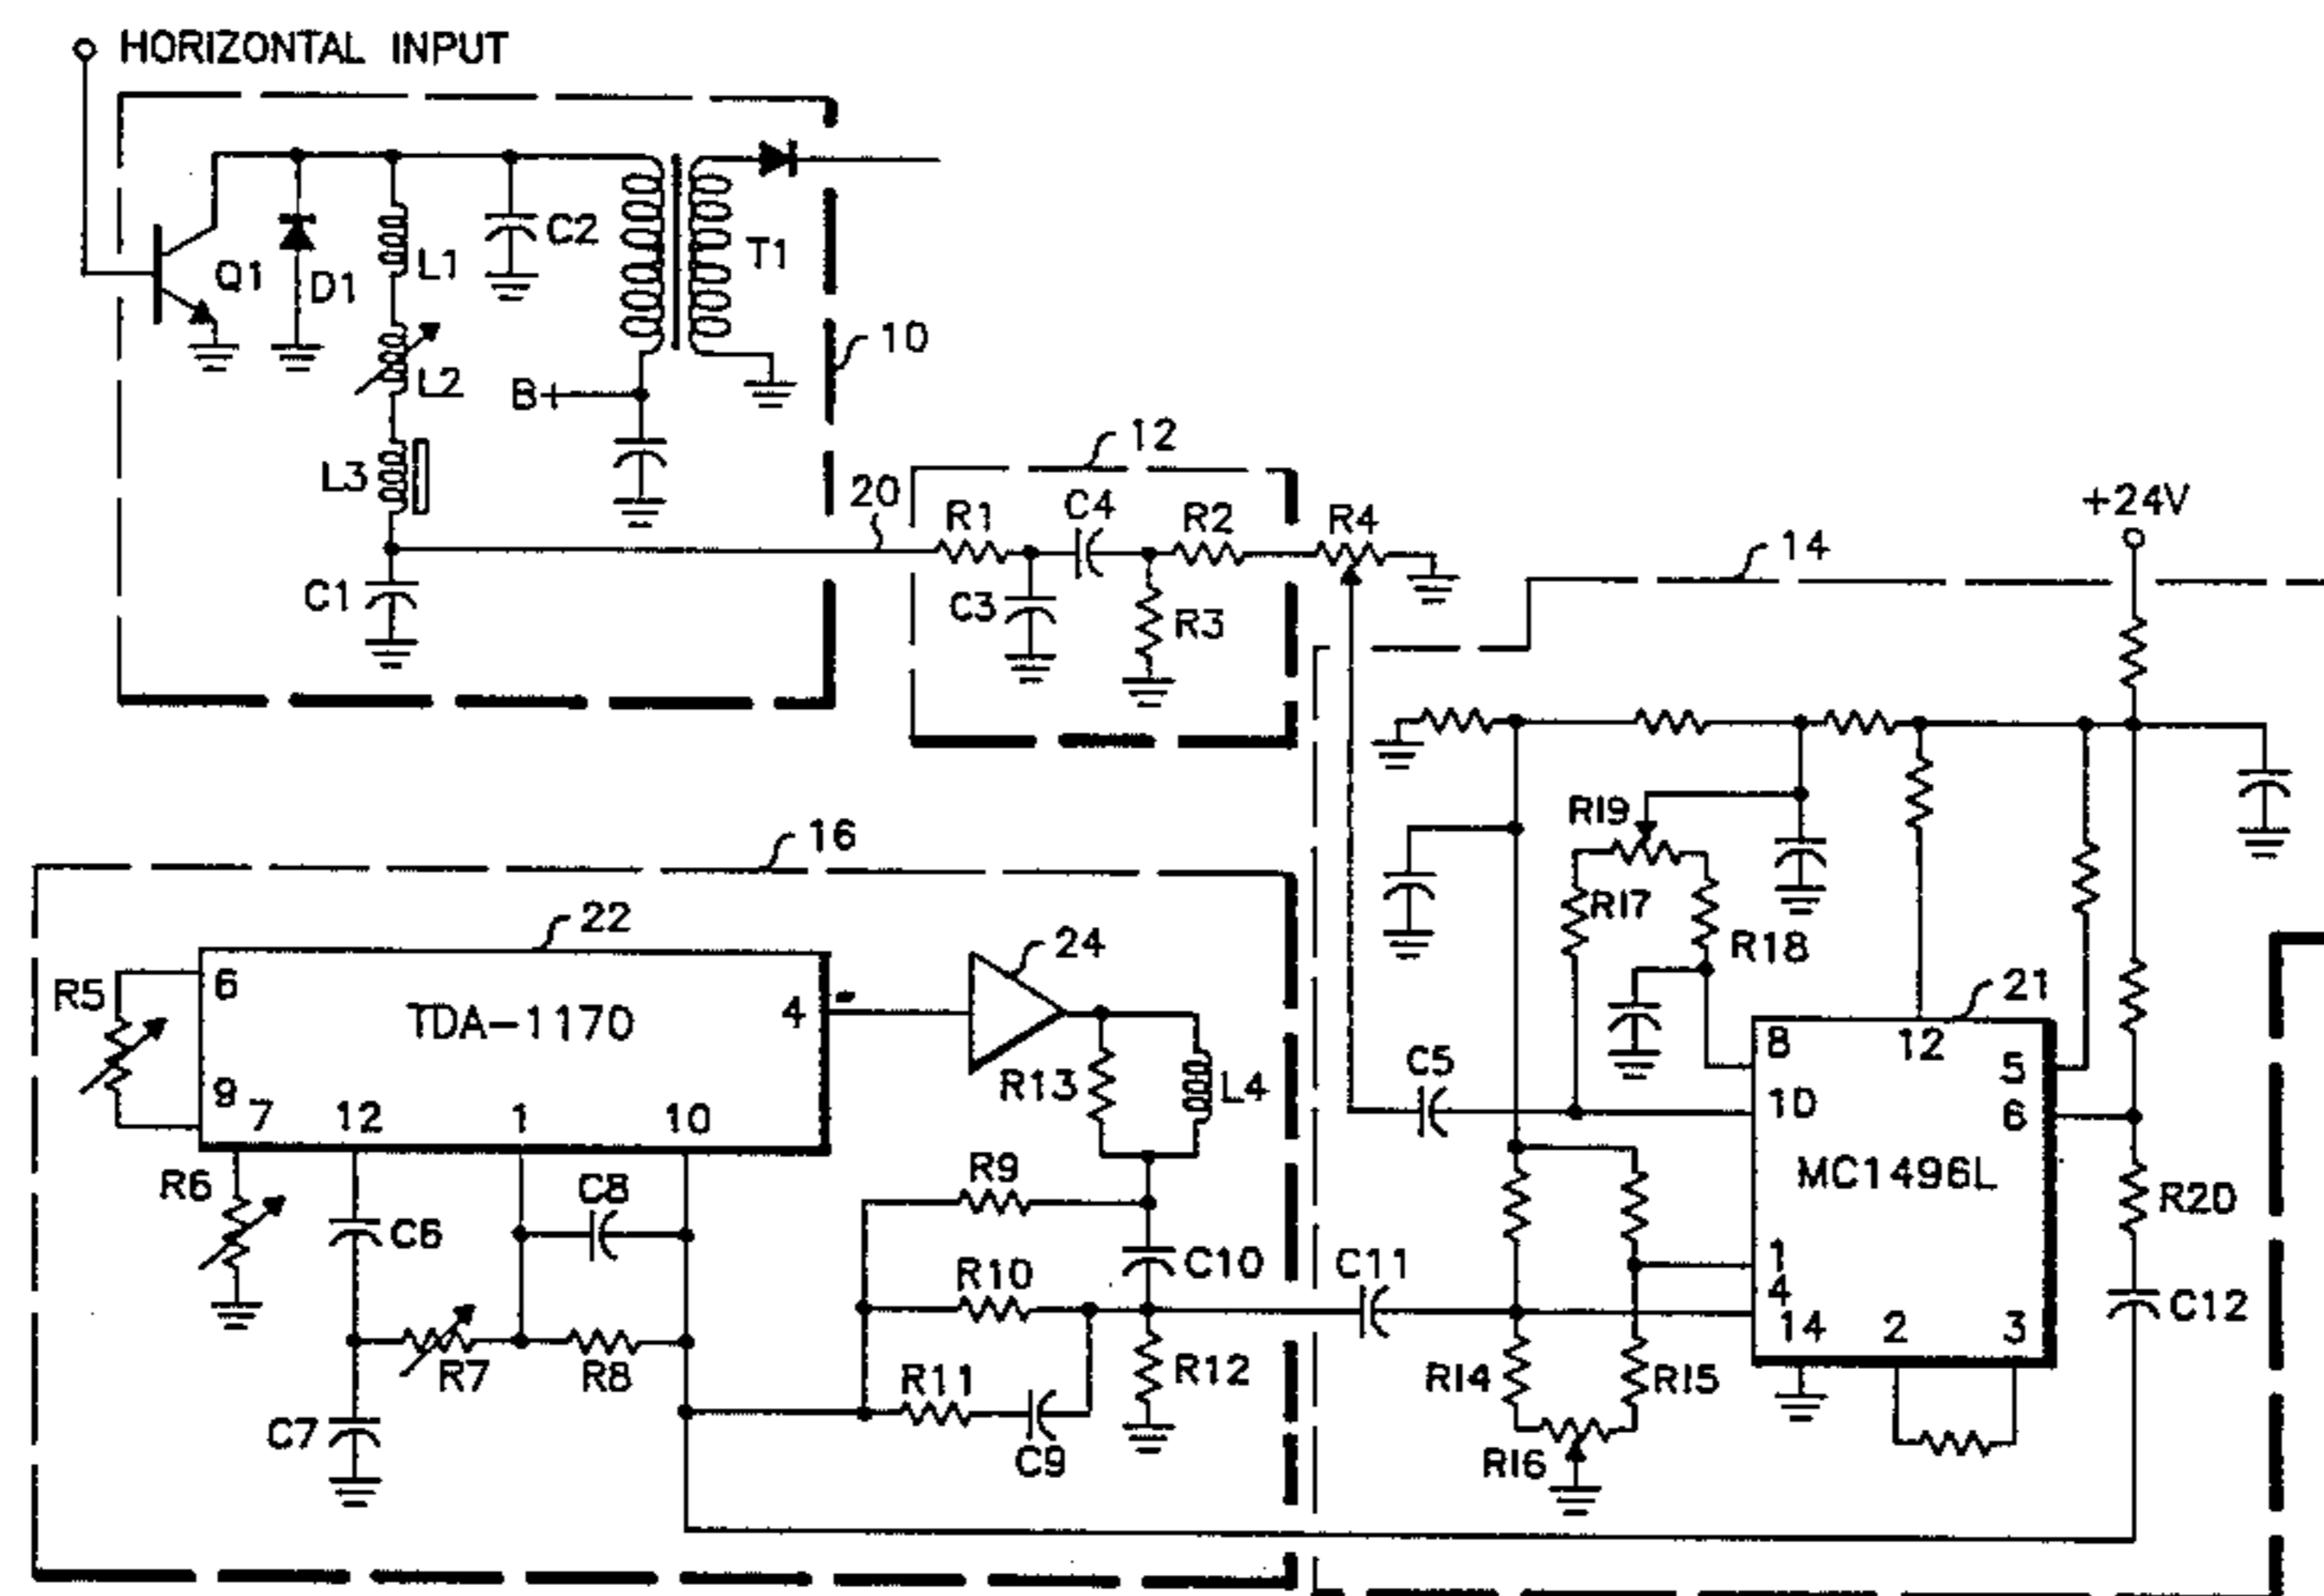 HORIZONTAL INPUT
Q1
D1
L1
C2
T1
L2
B+
10
L3
C1
20
12
R1
C4
R2
R4
C3
R3
14
+24V
16
22
R5
6
TDA-1170
4
24
9
7
12
1
10
R13
L4
R6
C6
C8
R9
R10
C10
R7
R8
R11
C9
R12
C7
C11
C5
R19
R17
R18
21
8
12
5
10
6
MC1496L
R20
1
4
14
2
3
C12
R14
R15
R16